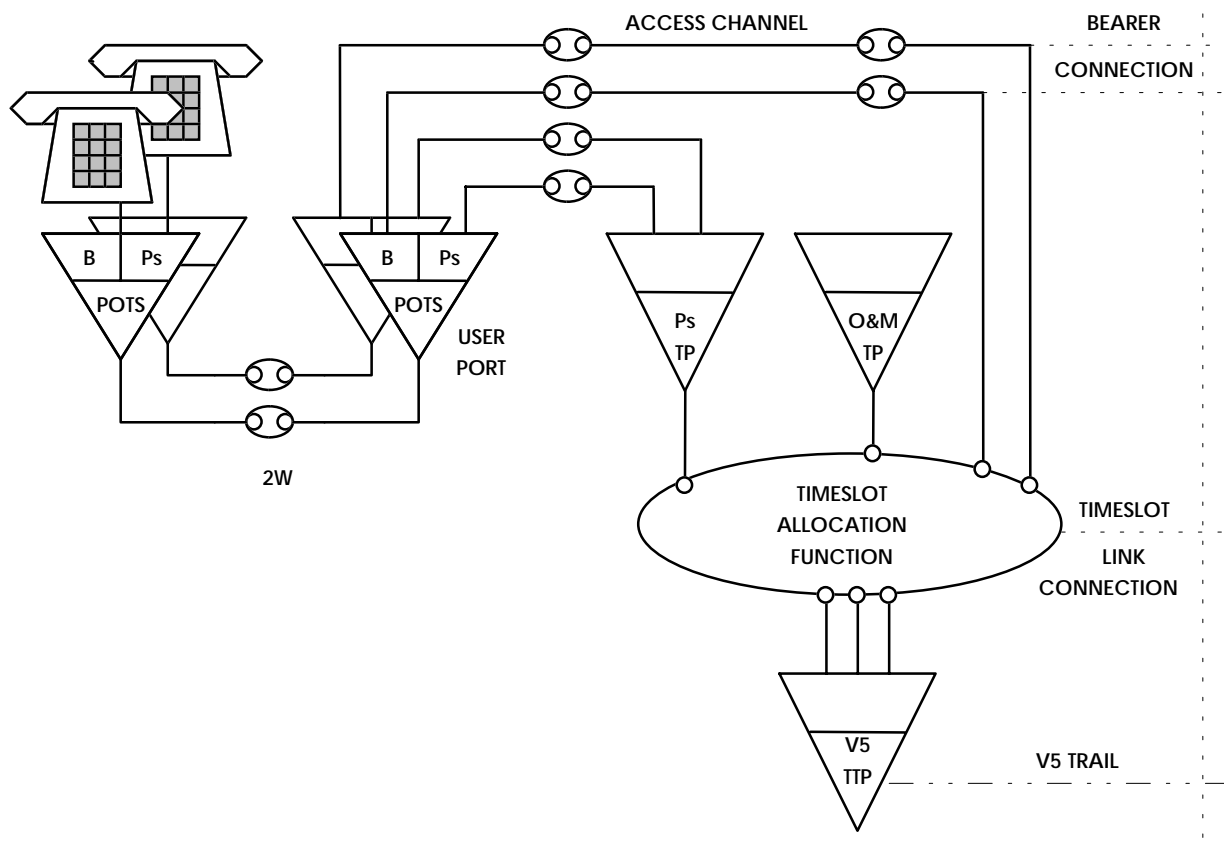 ACCESS CHANNEL
BEARER
CONNECTION
B Ps
POTS
B Ps
POTS
USER
PORT
Ps
TP
O&M
TP
2W
TIMESLOT
ALLOCATION
FUNCTION
TIMESLOT
LINK
CONNECTION
V5
TTP
V5 TRAIL